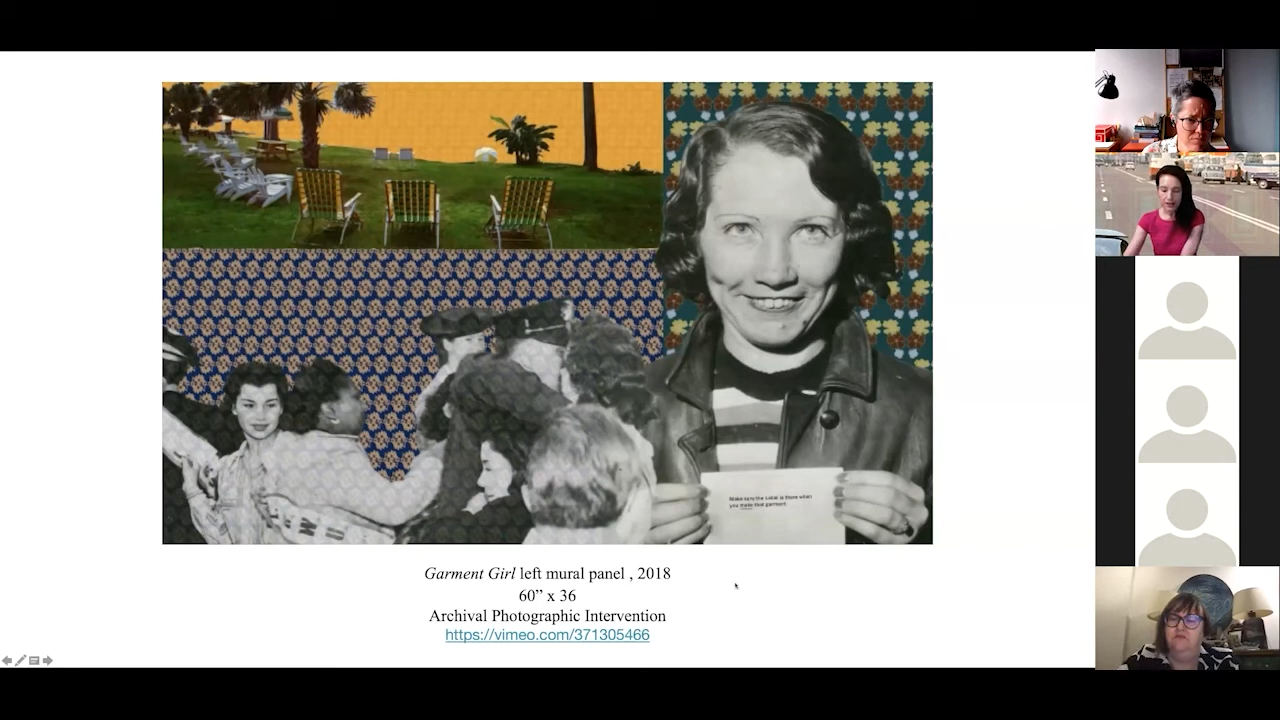 Make sure the Label is there when
you make that garment.
Garment Girl left mural panel , 2018
60” x 36
Archival Photographic Intervention
https://vimeo.com/371305466